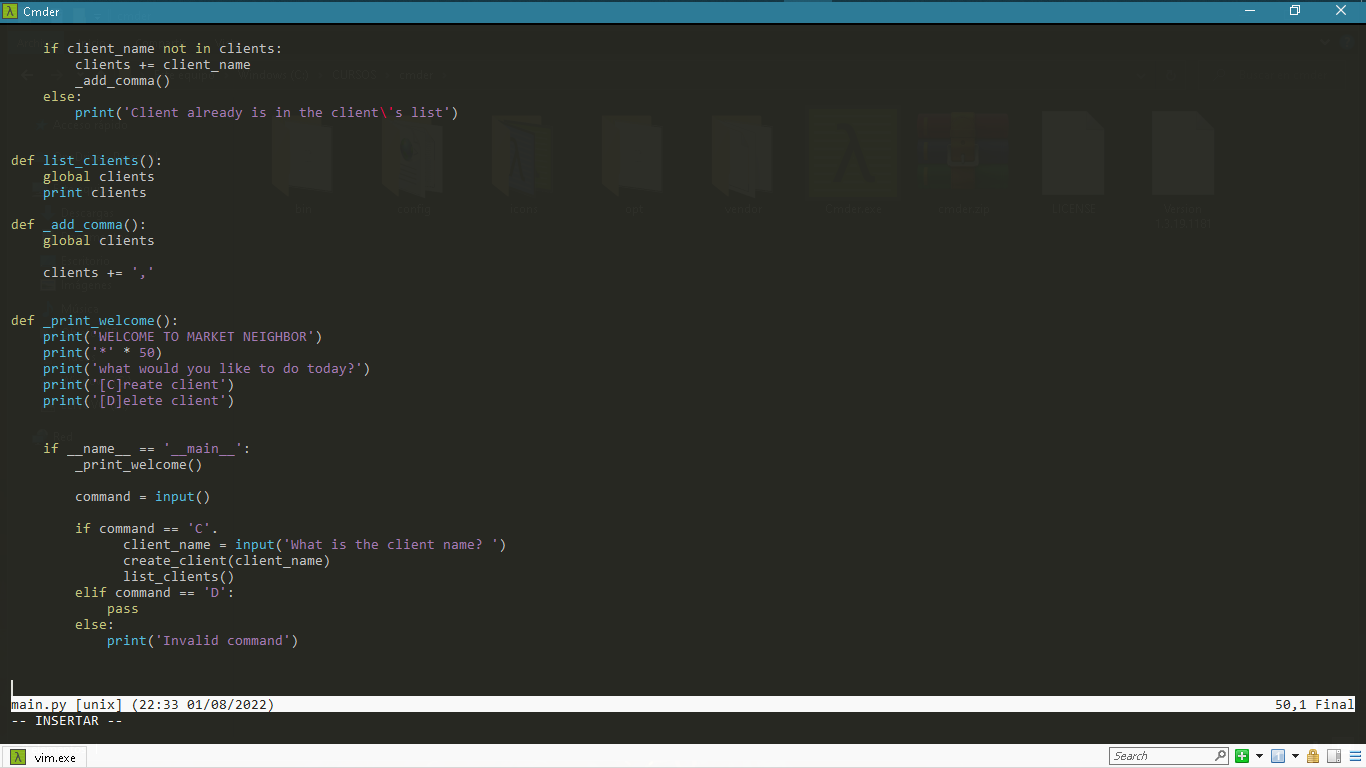 Cmder
    if client_name not in clients:
        clients += client_name
        _add_comma()
    else:
        print('Client already is in the client\'s list')
def list_clients():
    global clients
    print clients
def _add_comma():
    global clients
    clients += ','
def _print_welcome():
    print('WELCOME TO MARKET NEIGHBOR')
    print('*' * 50)
    print('what would you like to do today?')
    print('[C]reate client')
    print('[D]elete client')
    if __name__ == '__main__':
        _print_welcome()
        command = input()
        if command == 'C'.
              client_name = input('What is the client name? ')
              create_client(client_name)
              list_clients()
        elif command == 'D':
            pass
        else:
            print('Invalid command')
main.py [unix] (22:33 01/08/2022) 50,1 Final
-- INSERTAR --
vim.exe Search